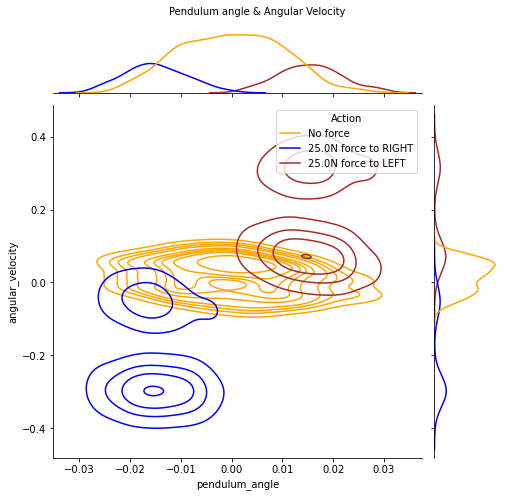 Pendulum angle & Angular Velocity
Action
No force
25.0N force to RIGHT
25.0N force to LEFT
0.4
0.2
0.0
−0.2
−0.4
angular_velocity
−0.03 −0.02 −0.01 0.00 0.01 0.02 0.03
pendulum_angle